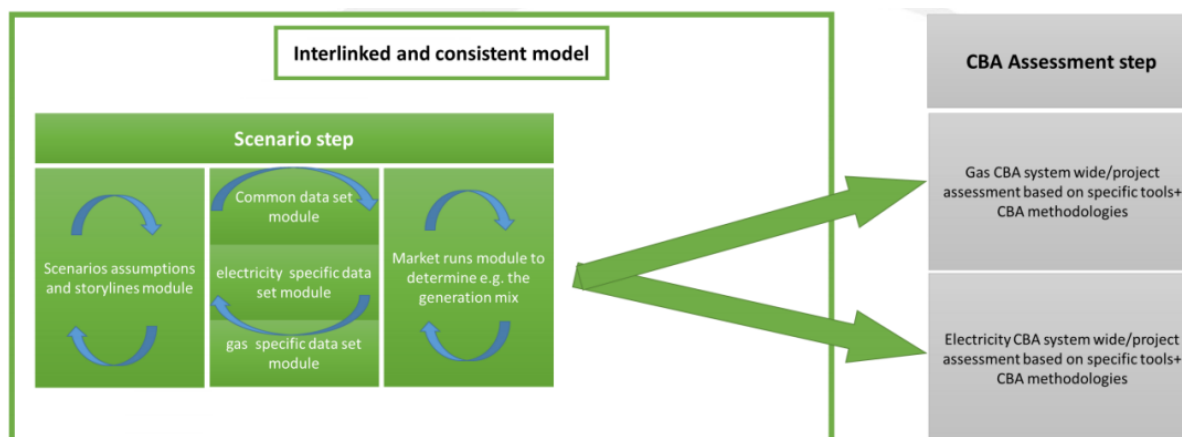 Interlinked and consistent model
CBA Assessment step
Scenario step
Scenarios assumptions
and storylines module
Common data set
module
electricity specific data
set module
gas specific data set
module
Market runs module to
determine e.g. the
generation mix
Gas CBA system wide/project
assessment based on specific tools+
CBA methodologies
Electricity CBA system wide/project
assessment based on specific tools+
CBA methodologies